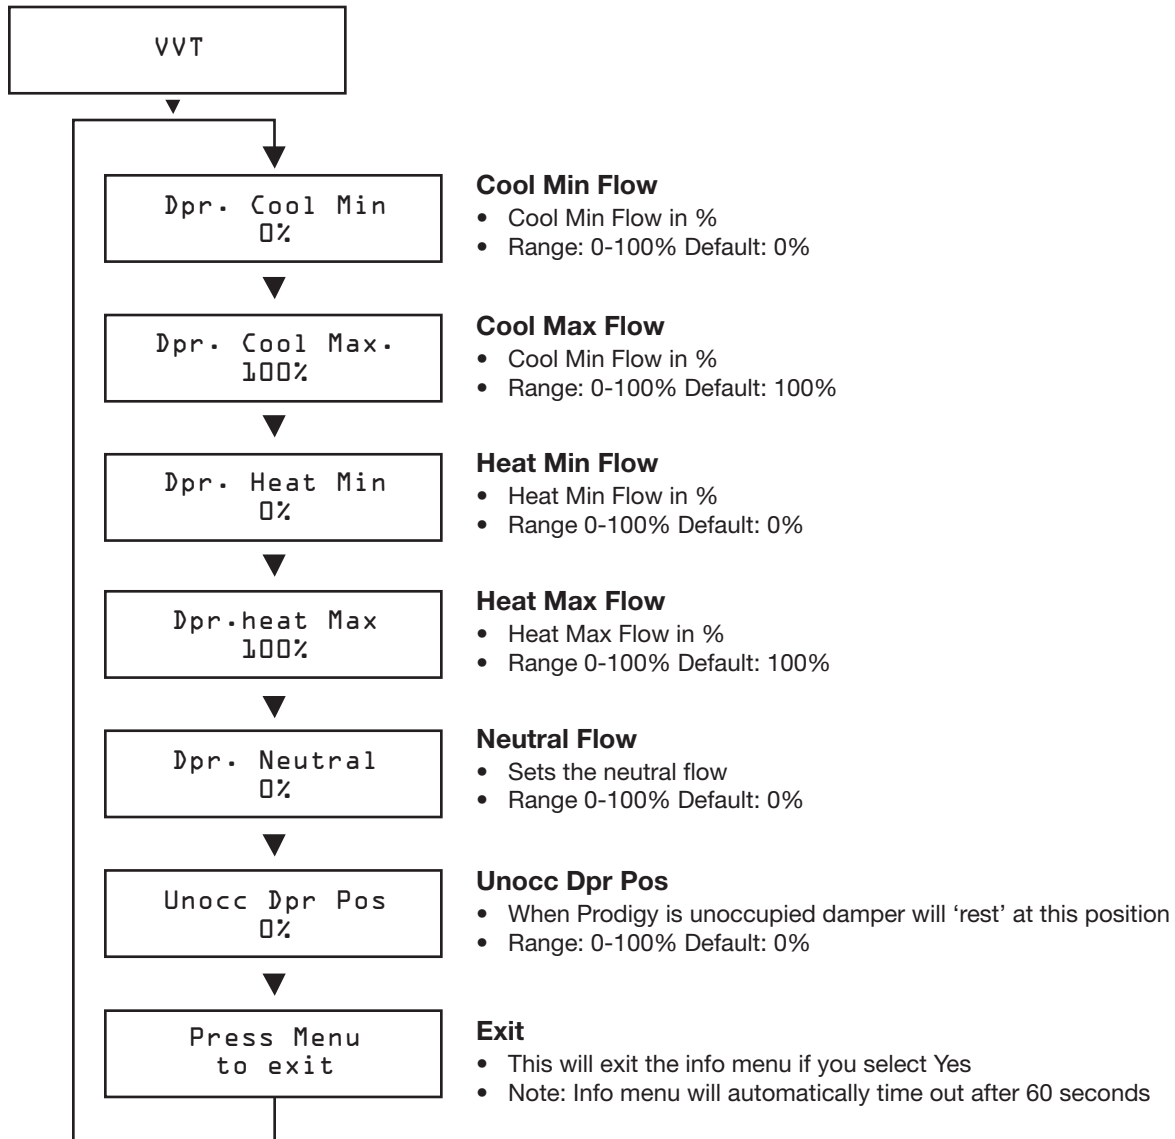 VVT
Dpr. Cool Min
0%
Cool Min Flow
• Cool Min Flow in %
• Range: 0-100% Default: 0%
Dpr. Cool Max.
100%
Cool Max Flow
• Cool Min Flow in %
• Range: 0-100% Default: 100%
Dpr. Heat Min
0%
Heat Min Flow
• Heat Min Flow in %
• Range 0-100% Default: 0%
Dpr.heat Max
100%
Heat Max Flow
• Heat Max Flow in %
• Range 0-100% Default: 100%
Dpr. Neutral
0%
Neutral Flow
• Sets the neutral flow
• Range 0-100% Default: 0%
Unocc Dpr Pos
0%
Unocc Dpr Pos
• When Prodigy is unoccupied damper will ‘rest’ at this position
• Range: 0-100% Default: 0%
Press Menu
to exit
Exit
• This will exit the info menu if you select Yes
• Note: Info menu will automatically time out after 60 seconds